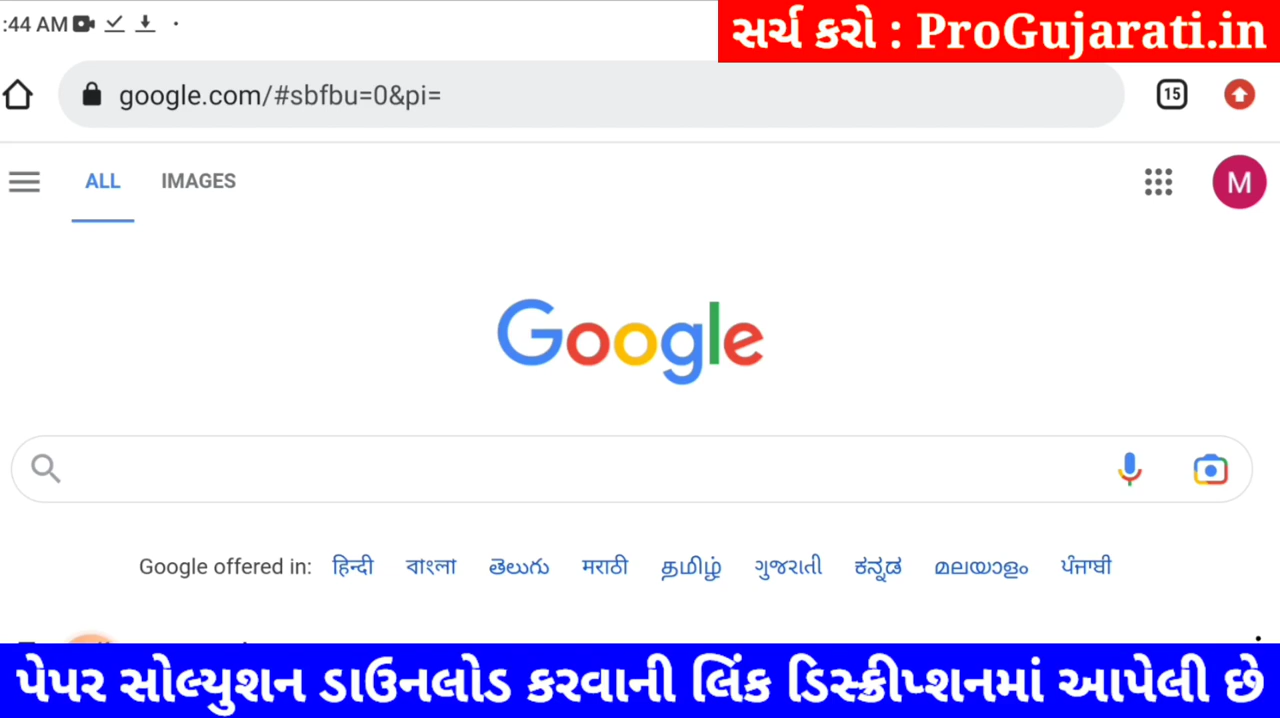 :44 AM
સર્ચ કરો : ProGujarati.in
google.com/#sbfbu=0&pi=
15
ALL IMAGES
M
Google
Google offered in: हिन्दी বাংলা తెలుగు मराठी தமிழ் ગુજરાતી ಕನ್ನಡ മലയാളം ਪੰਜਾਬੀ
પેપર સોલ્યુશન ડાઉનલોડ કરવાની લિંક ડિસ્ક્રીપ્શનમાં આપેલી છે